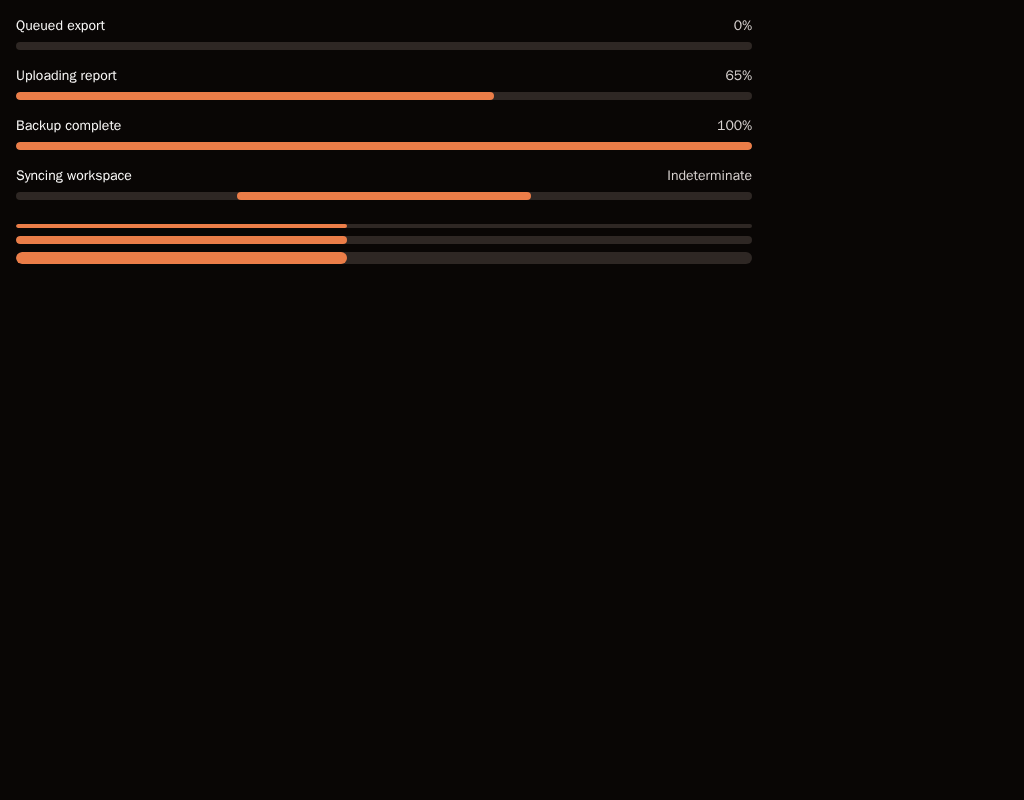 Queued export 0%
Uploading report 65%
Backup complete 100%
Syncing workspace Indeterminate